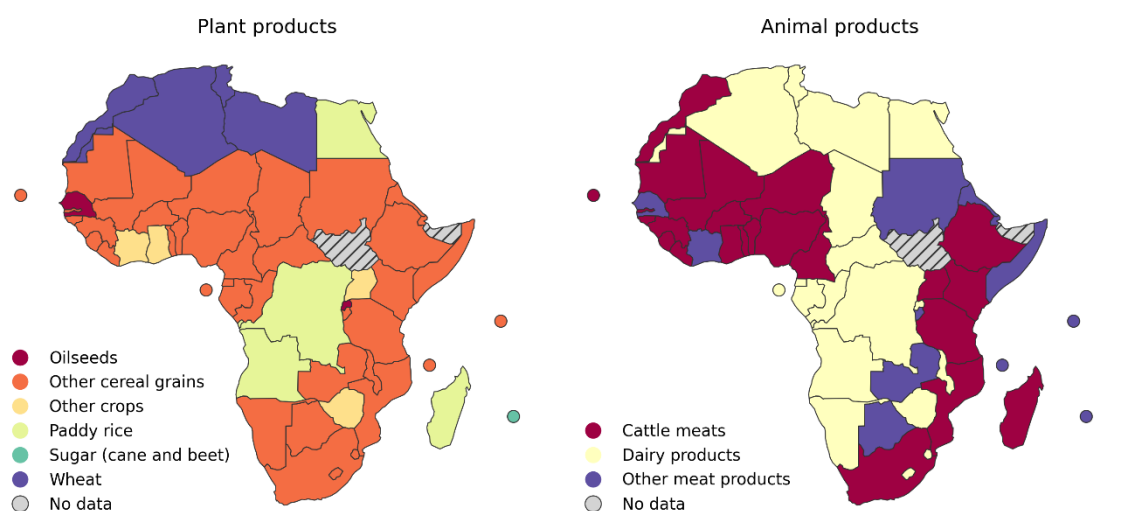 Plant products
Oilseeds
Other cereal grains
Other crops
Paddy rice
Sugar (cane and beet)
Wheat
No data
Animal products
Cattle meats
Dairy products
Other meat products
No data